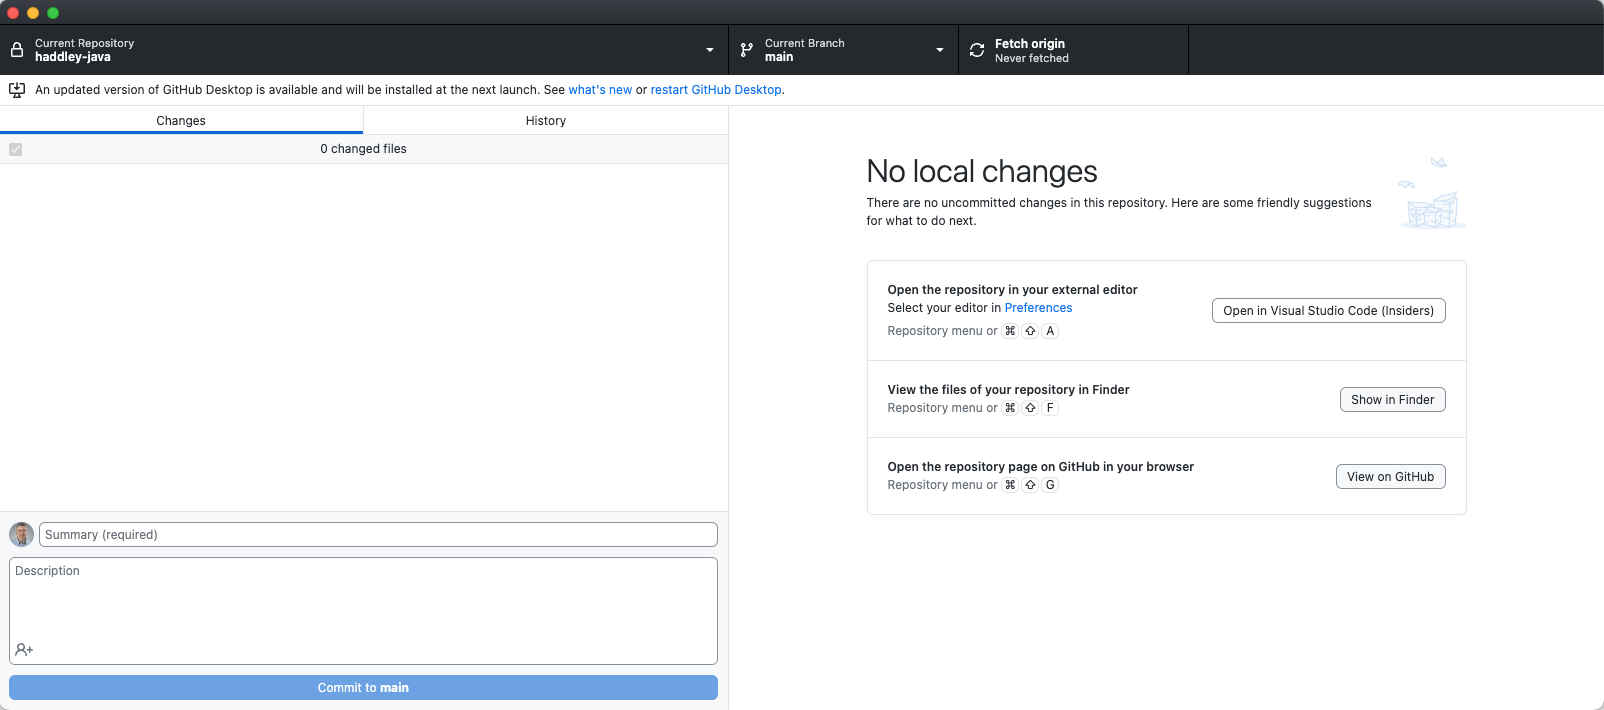 Current Repository
haddley-java
Current Branch
main
Fetch origin
Never fetched
An updated version of GitHub Desktop is available and will be installed at the next launch. See what's new or restart GitHub Desktop.
Changes
History
0 changed files
No local changes
There are no uncommitted changes in this repository. Here are some friendly suggestions
for what to do next.
Open the repository in your external editor
Select your editor in Preferences
Repository menu or ⌘ ⇧ A
Open in Visual Studio Code (Insiders)
View the files of your repository in Finder
Repository menu or ⌘ ⇧ F
Show in Finder
Open the repository page on GitHub in your browser
Repository menu or ⌘ ⇧ G
View on GitHub
Summary (required)
Description
Commit to main